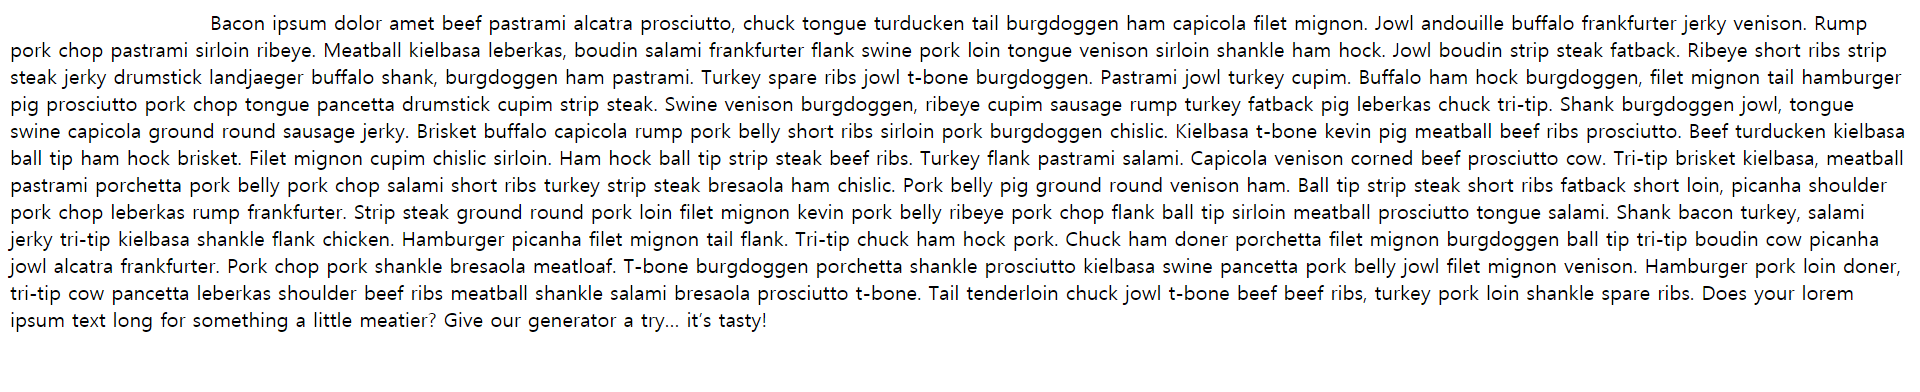 Bacon ipsum dolor amet beef pastrami alcatra prosciutto, chuck tongue turducken tail burgdoggen ham capicola filet mignon. Jowl andouille buffalo frankfurter jerky venison. Rump
pork chop pastrami sirloin ribeye. Meatball kielbasa leberkas, boudin salami frankfurter flank swine pork loin tongue venison sirloin shankle ham hock. Jowl boudin strip steak fatback. Ribeye short ribs strip
steak jerky drumstick landjaeger buffalo shank, burgdoggen ham pastrami. Turkey spare ribs jowl t-bone burgdoggen. Pastrami jowl turkey cupim. Buffalo ham hock burgdoggen, filet mignon tail hamburger
pig prosciutto pork chop tongue pancetta drumstick cupim strip steak. Swine venison burgdoggen, ribeye cupim sausage rump turkey fatback pig leberkas chuck tri-tip. Shank burgdoggen jowl, tongue
swine capicola ground round sausage jerky. Brisket buffalo capicola rump pork belly short ribs sirloin pork burgdoggen chislic. Kielbasa t-bone kevin pig meatball beef ribs prosciutto. Beef turducken kielbasa
ball tip ham hock brisket. Filet mignon cupim chislic sirloin. Ham hock ball tip strip steak beef ribs. Turkey flank pastrami salami. Capicola venison corned beef prosciutto cow. Tri-tip brisket kielbasa, meatball
pastrami porchetta pork belly pork chop salami short ribs turkey strip steak bresaola ham chislic. Pork belly pig ground round venison ham. Ball tip strip steak short ribs fatback short loin, picanha shoulder
pork chop leberkas rump frankfurter. Strip steak ground round pork loin filet mignon kevin pork belly ribeye pork chop flank ball tip sirloin meatball prosciutto tongue salami. Shank bacon turkey, salami
jerky tri-tip kielbasa shankle flank chicken. Hamburger picanha filet mignon tail flank. Tri-tip chuck ham hock pork. Chuck ham doner porchetta filet mignon burgdoggen ball tip tri-tip boudin cow picanha
jowl alcatra frankfurter. Pork chop pork shankle bresaola meatloaf. T-bone burgdoggen porchetta shankle prosciutto kielbasa swine pancetta pork belly jowl filet mignon venison. Hamburger pork loin doner,
tri-tip cow pancetta leberkas shoulder beef ribs meatball shankle salami bresaola prosciutto t-bone. Tail tenderloin chuck jowl t-bone beef beef ribs, turkey pork loin shankle spare ribs. Does your lorem
ipsum text long for something a little meatier? Give our generator a try… it's tasty!